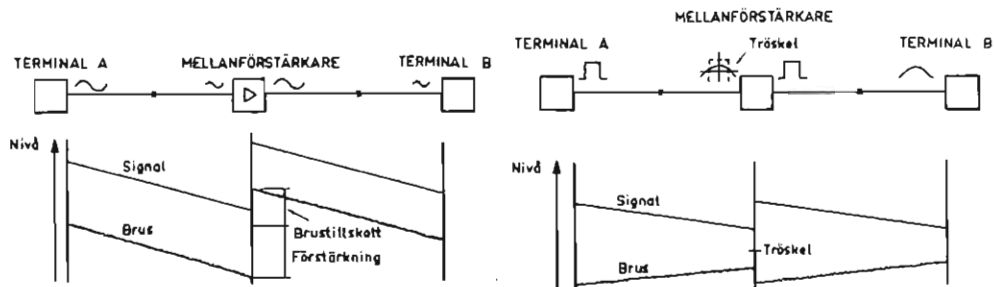 TERMINAL A
MELLANFÖRSTÄRKARE
TERMINAL B
Nivå
Signal
Brus
Brustillskott
Förstärkning
MELLANFÖRSTÄRKARE
TERMINAL A
Tröskel
TERMINAL B
Nivå
Signal
Tröskel
Brus